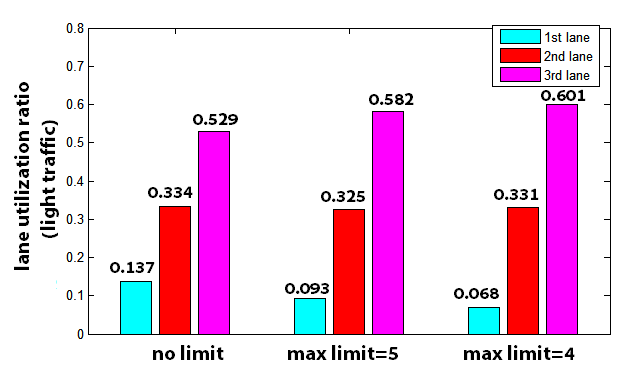 0.8
0.7
0.6
0.5
0.4
0.3
0.2
0.1
0
lane utilization ratio
(light traffic)
1st lane
2nd lane
3rd lane
0.137
0.334
0.529
0.093
0.325
0.582
0.068
0.331
0.601
no limit
max limit=5
max limit=4